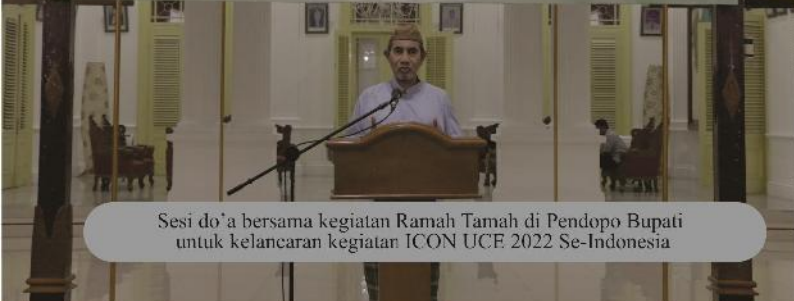 Sesi do'a bersama kegiatan Ramah Tamah di Pendopo Bupati
untuk kelancaran kegiatan ICON UCE 2022 Se-Indonesia